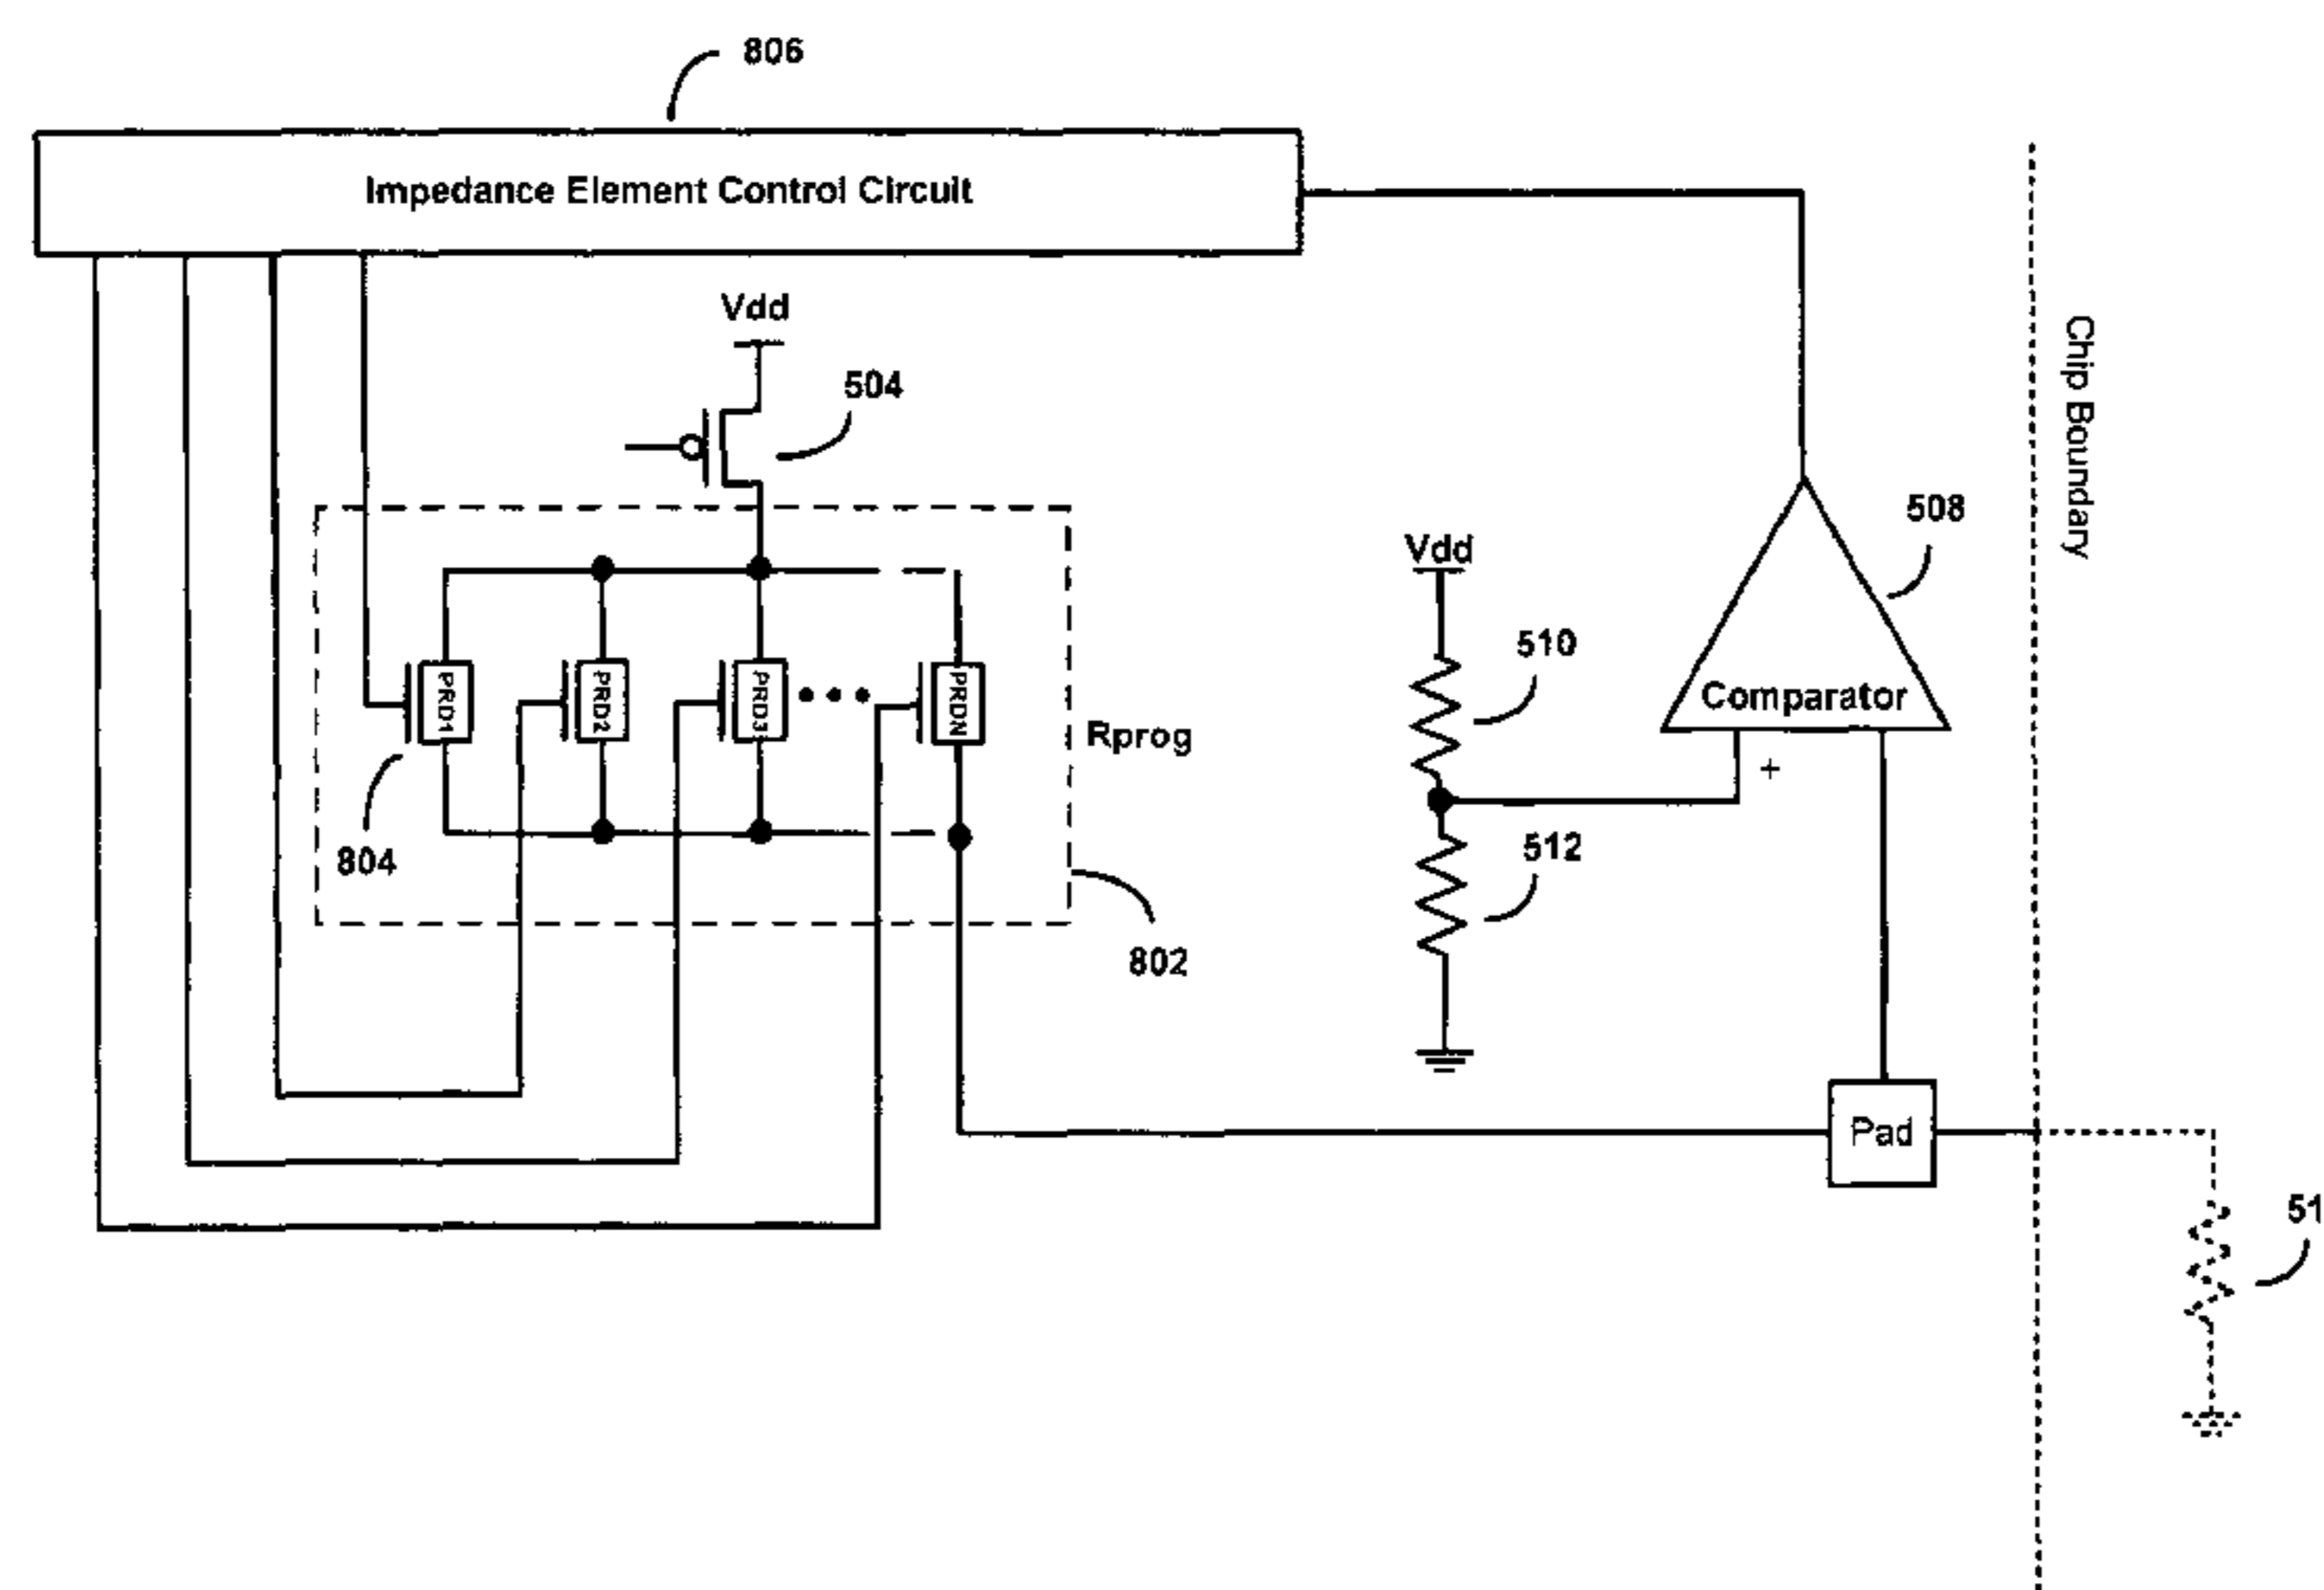 806
Impedance Element Control Circuit
Vdd
504
Chip Boundary
508
Vdd
510
PRD1
PRD2
PRD3
PRDN
Comparator
Rprog
+
804
512
802
Pad
51